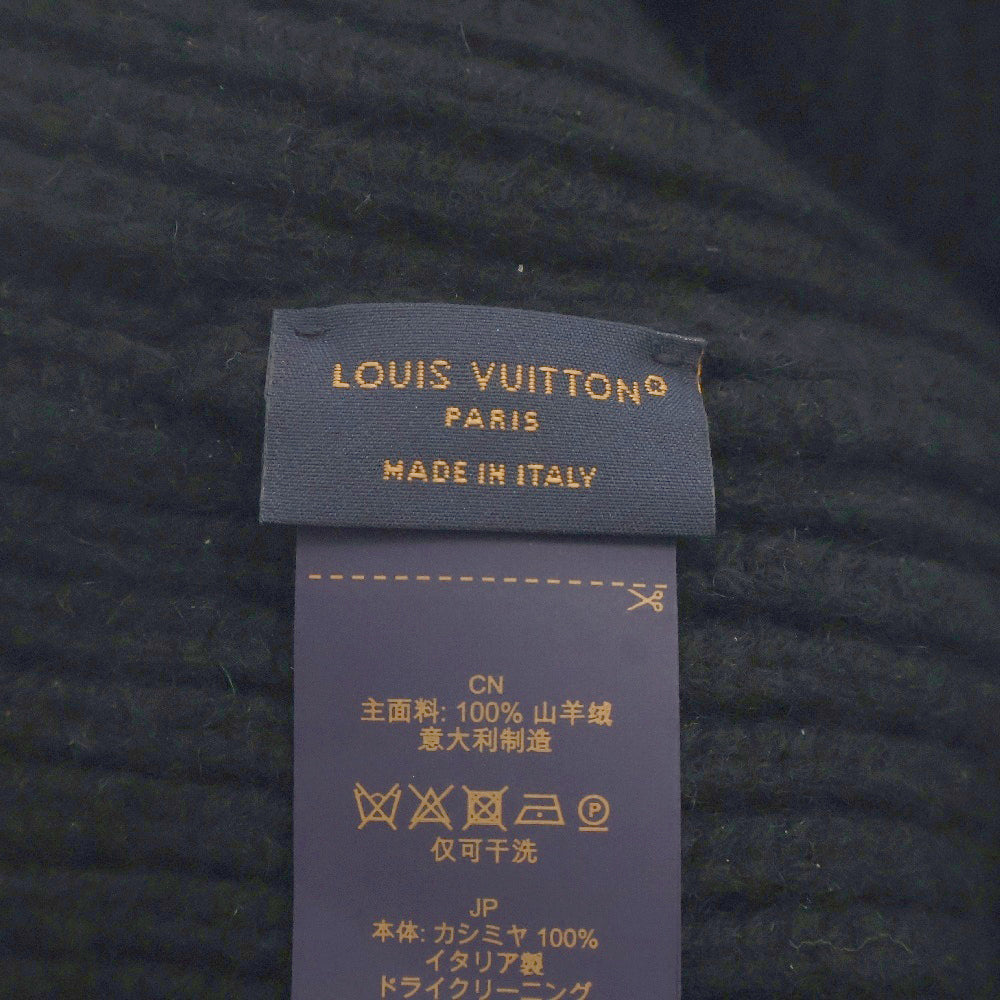 LOUIS VUITTON®
PARIS
MADE IN ITALY
CN
主面料: 100% 山羊绒
意大利制造
P
仅可干洗
JP
本体: カシミヤ 100%
イタリア製
ドライクリーニング